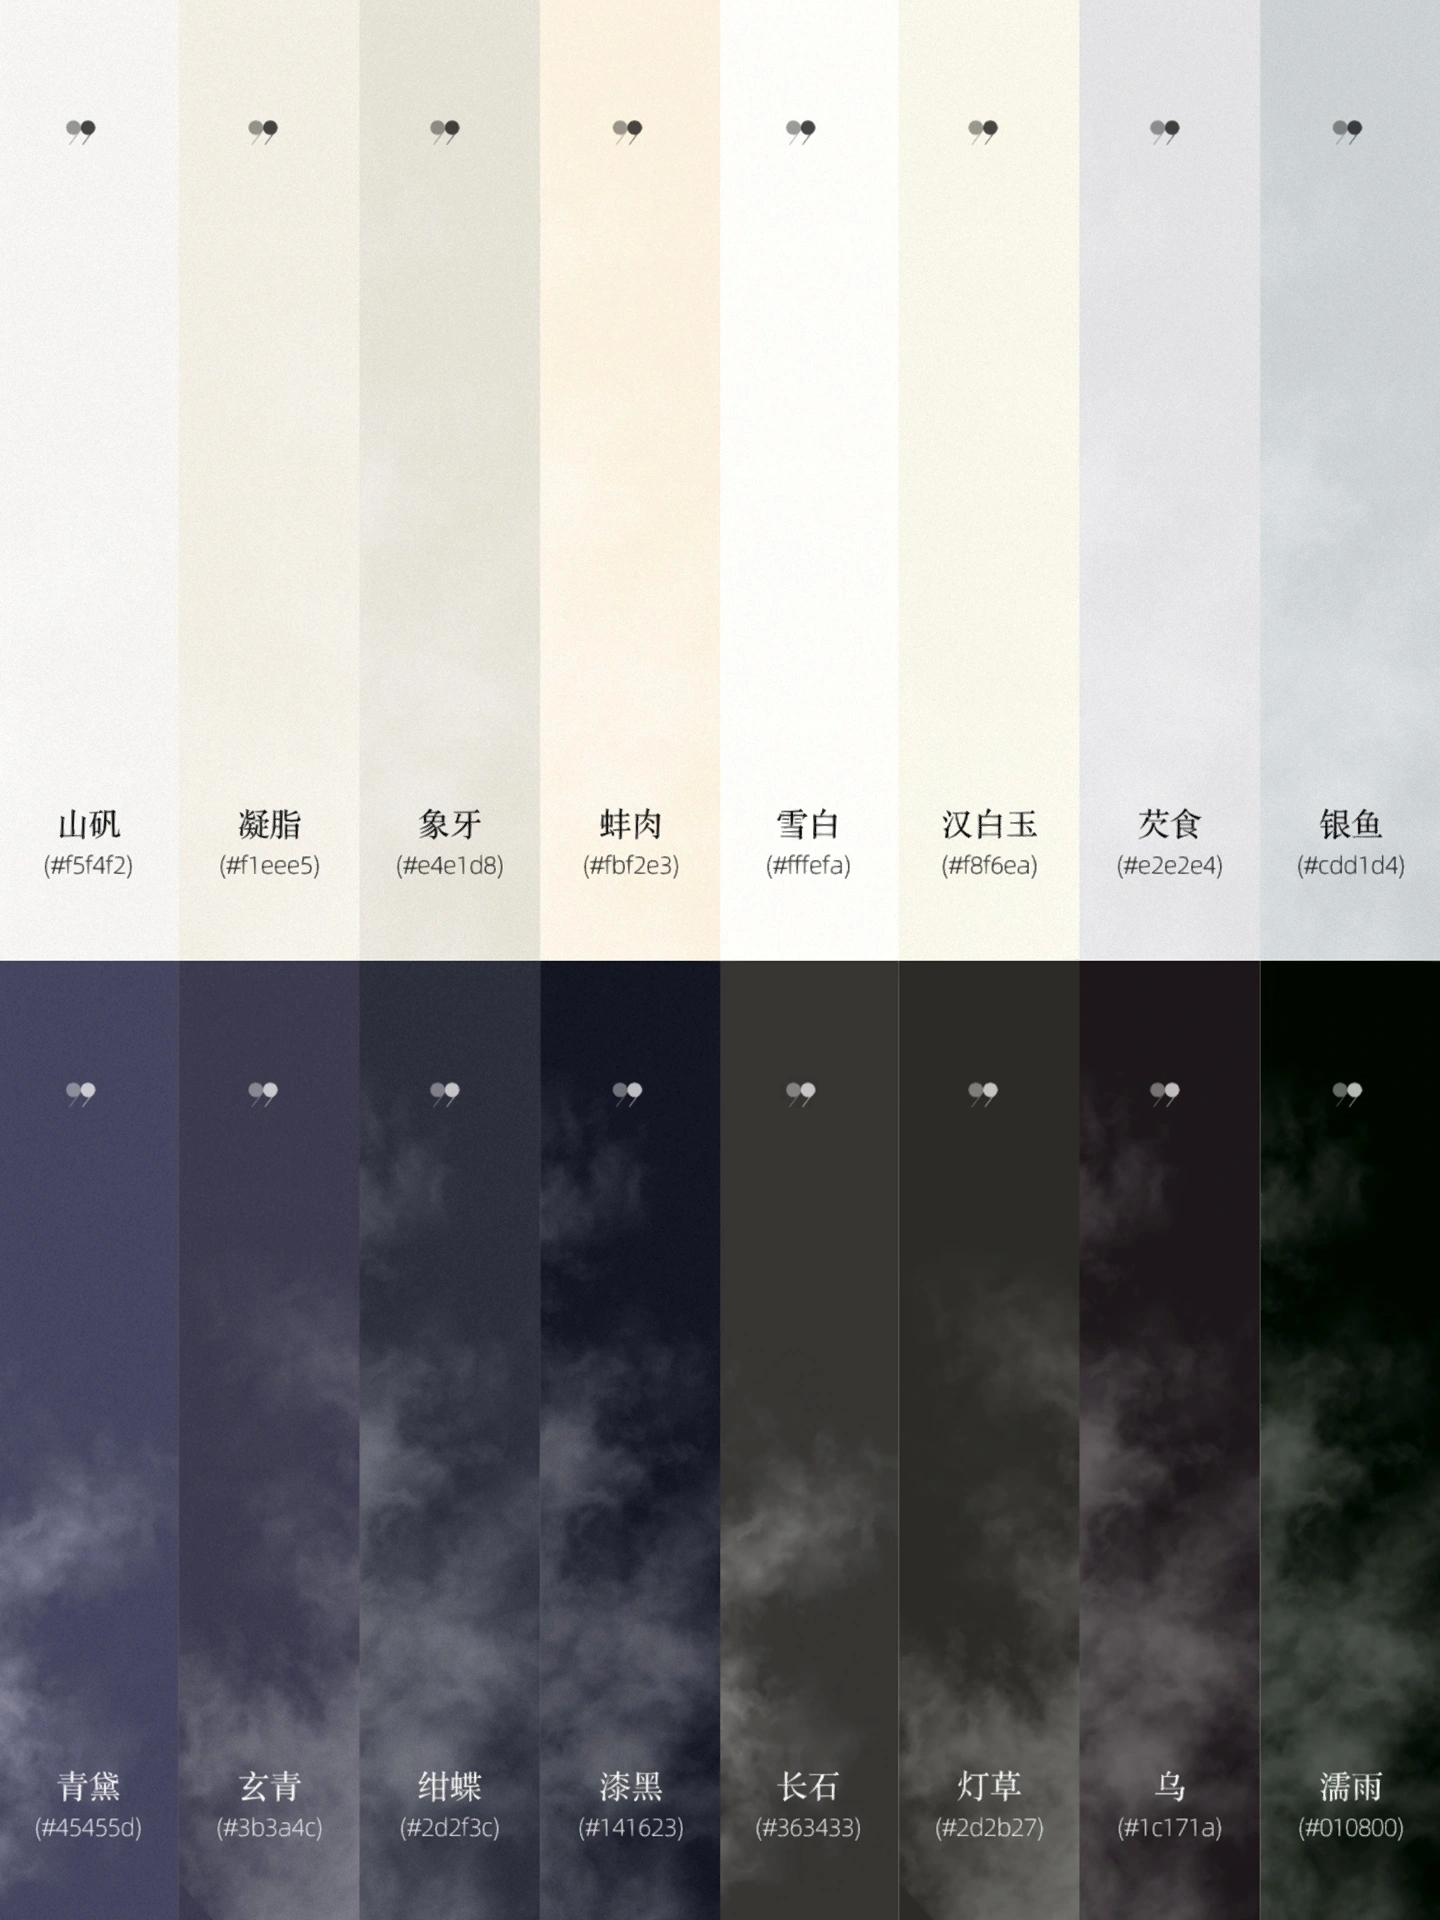 山矾
(#f5f4f2)
凝脂
(#f1eee5)
象牙
(#e4e1d8)
蚌肉
(#fbf2e3)
雪白
(#fffefa)
汉白玉
(#f8f6ea)
芡食
(#e2e2e4)
银鱼
(#cdd1d4)
青黛
(#45455d)
玄青
(#3b3a4c)
绀蝶
(#2d2f3c)
漆黑
(#141623)
长石
(#363433)
灯草
(#2d2b27)
乌
(#1c171a)
濡雨
(#010800)